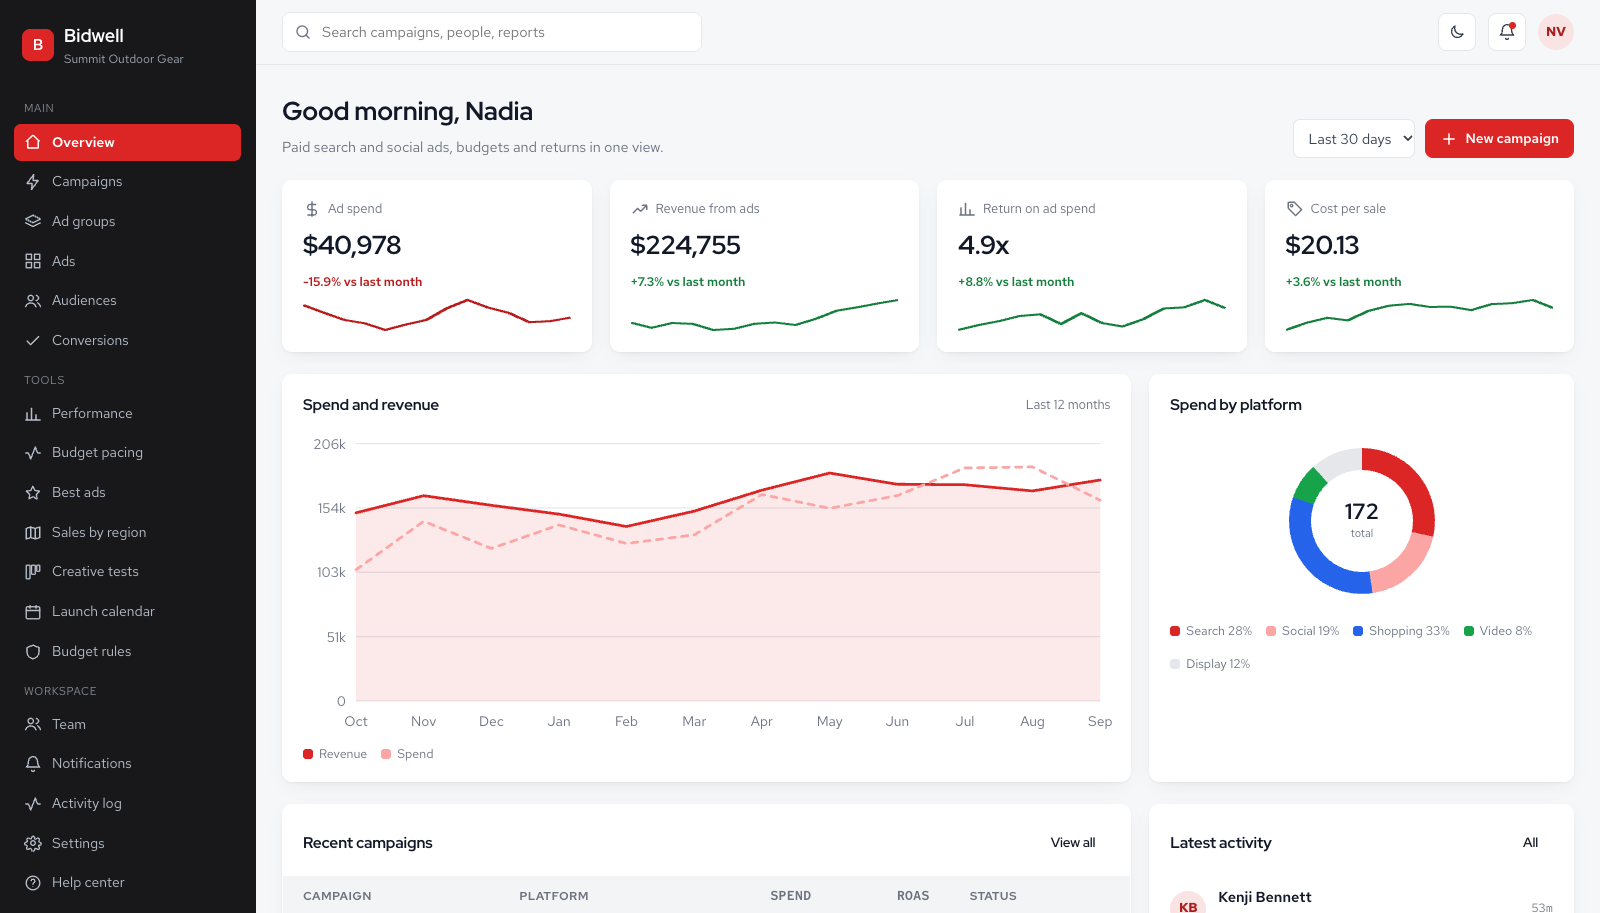 B
Bidwell
Summit Outdoor Gear
MAIN
Overview
Campaigns
Ad groups
Ads
Audiences
Conversions
TOOLS
Performance
Budget pacing
Best ads
Sales by region
Creative tests
Launch calendar
Budget rules
WORKSPACE
Team
Notifications
Activity log
Settings
Help center
Search campaigns, people, reports
NV
Good morning, Nadia
Paid search and social ads, budgets and returns in one view.
Last 30 days
New campaign
Ad spend
$40,978
-15.9% vs last month
Revenue from ads
$224,755
+7.3% vs last month
Return on ad spend
4.9x
+8.8% vs last month
Cost per sale
$20.13
+3.6% vs last month
Spend and revenue
Last 12 months
206k
154k
103k
51k
0
Oct Nov Dec Jan Feb Mar Apr May Jun Jul Aug Sep
Revenue Spend
Spend by platform
172
total
Search 28% Social 19% Shopping 33% Video 8%
Display 12%
Recent campaigns
View all
CAMPAIGN PLATFORM SPEND ROAS STATUS
Latest activity
All
KB
Kenji Bennett
53m